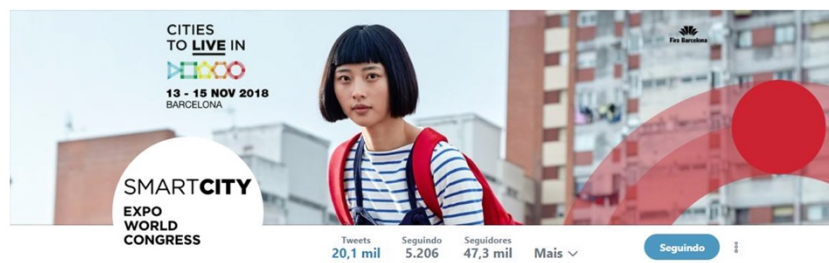 CITIES
TO LIVE IN
13 - 15 NOV 2018
BARCELONA
Fira Barcelona
SMARTCITY
EXPO
WORLD
CONGRESS
Tweets
20,1 mil
Seguindo
5.206
Seguidores
47,3 mil
Mais
Seguindo